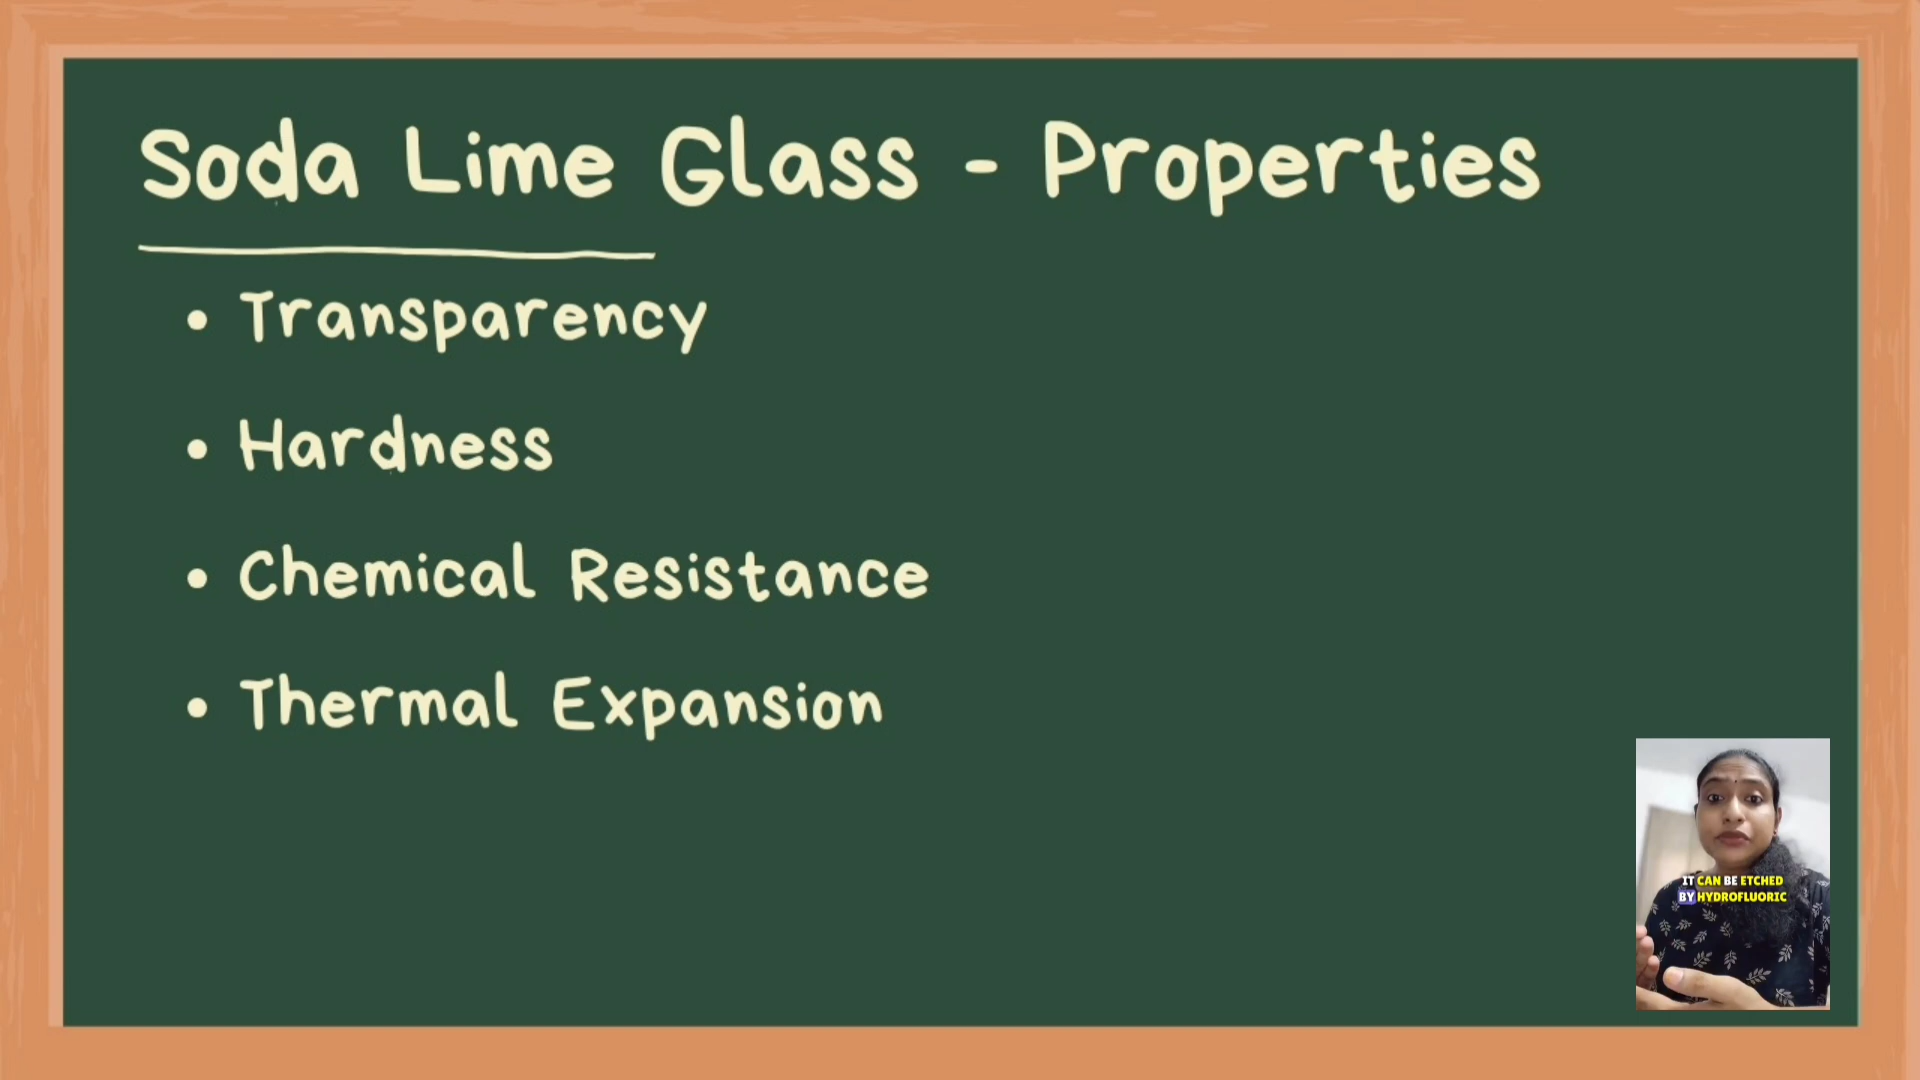 Soda Lime Glass - Properties
• Transparency
• Hardness
• Chemical Resistance
• Thermal Expansion
IT CAN BE ETCHED
BY HYDROFLUORIC